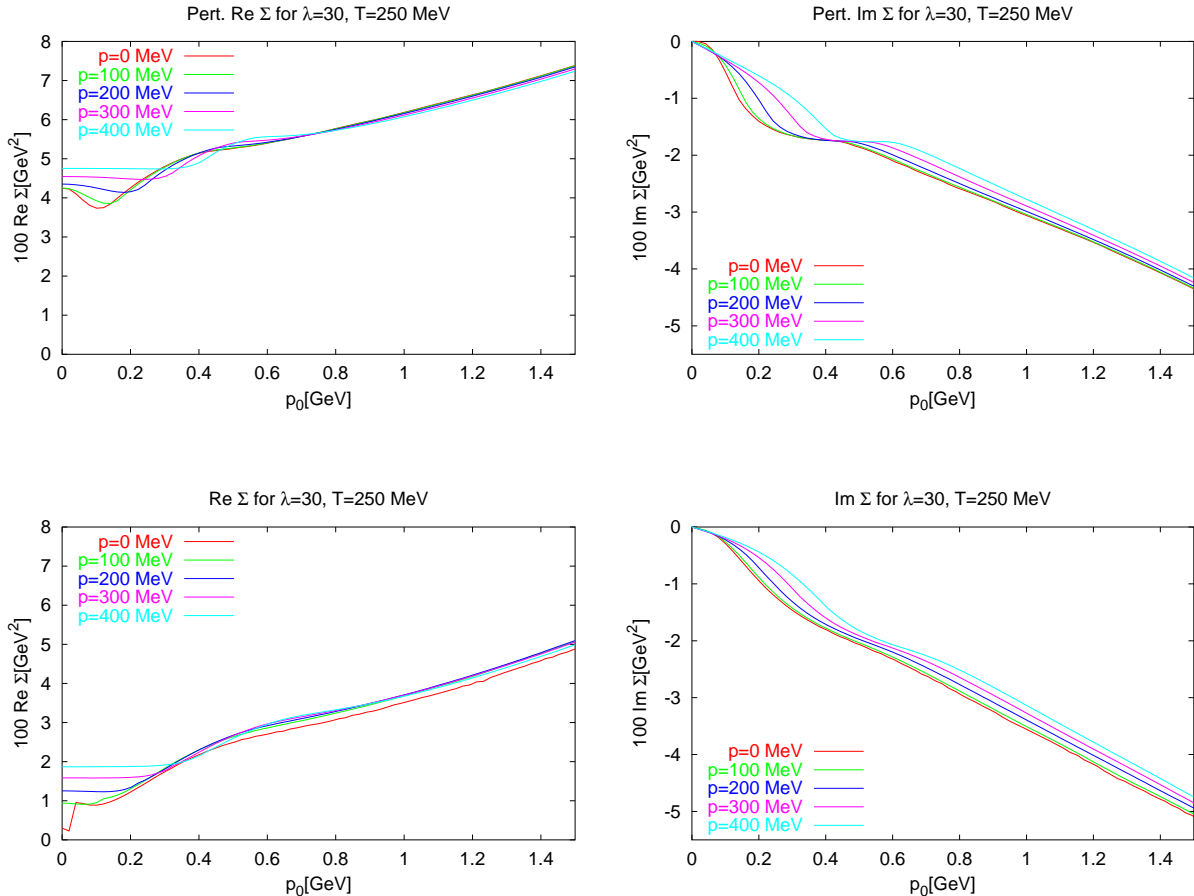 Pert. Re Σ for λ=30, T=250 MeV
8
7
6
5
4
3
2
1
0
100 Re Σ[GeV²]
p=0 MeV
p=100 MeV
p=200 MeV
p=300 MeV
p=400 MeV
0 0.2 0.4 0.6 0.8 1 1.2 1.4
p₀[GeV]
Pert. Im Σ for λ=30, T=250 MeV
0
-1
-2
-3
-4
-5
100 Im Σ[GeV²]
p=0 MeV
p=100 MeV
p=200 MeV
p=300 MeV
p=400 MeV
0 0.2 0.4 0.6 0.8 1 1.2 1.4
p₀[GeV]
Re Σ for λ=30, T=250 MeV
8
7
6
5
4
3
2
1
0
100 Re Σ[GeV²]
p=0 MeV
p=100 MeV
p=200 MeV
p=300 MeV
p=400 MeV
0 0.2 0.4 0.6 0.8 1 1.2 1.4
p₀[GeV]
Im Σ for λ=30, T=250 MeV
0
-1
-2
-3
-4
-5
100 Im Σ[GeV²]
p=0 MeV
p=100 MeV
p=200 MeV
p=300 MeV
p=400 MeV
0 0.2 0.4 0.6 0.8 1 1.2 1.4
p₀[GeV]